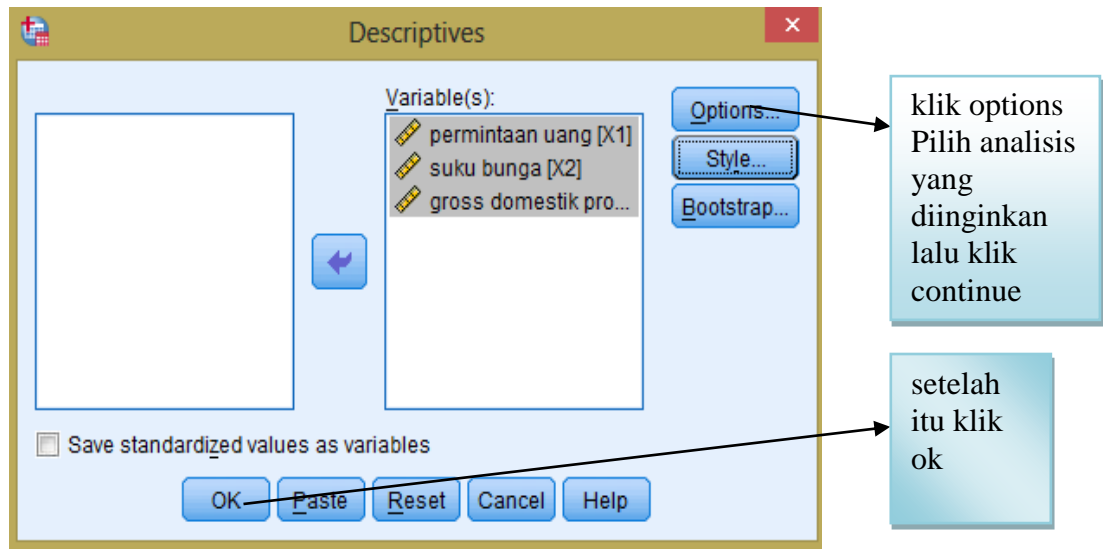 Descriptives
Variable(s):
permintaan uang [X1]
suku bunga [X2]
gross domestik pro...
Options...
Style...
Bootstrap...
Save standardized values as variables
OK
Paste
Reset
Cancel
Help
klik options
Pilih analisis
yang
diinginkan
lalu klik
continue
setelah
itu klik
ok